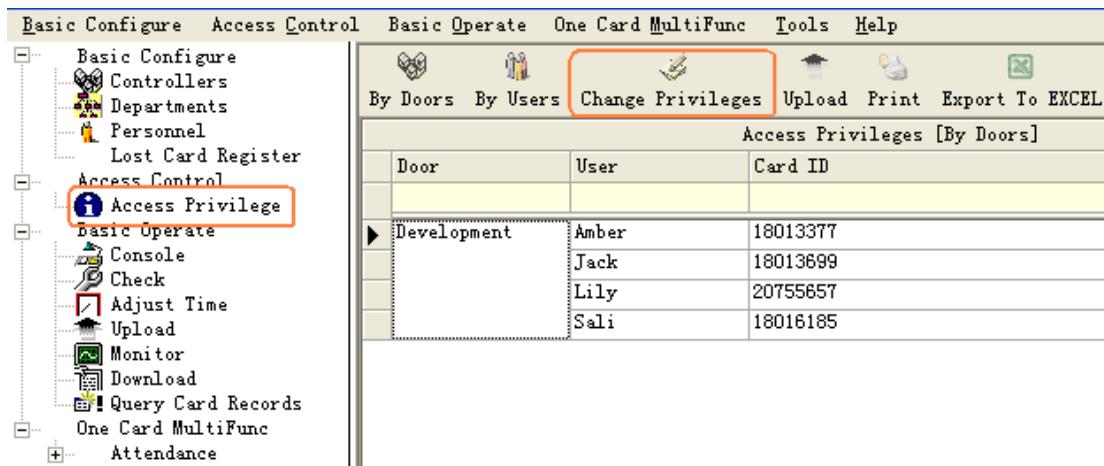 Basic Configure Access Control Basic Operate One Card MultiFunc Tools Help
Basic Configure
Controllers
Departments
Personnel
Lost Card Register
Access Control
Access Privilege
Basic Operate
Console
Check
Adjust Time
Upload
Monitor
Download
Query Card Records
One Card MultiFunc
Attendance
By Doors By Users Change Privileges Upload Print Export To EXCEL
Access Privileges [By Doors]
Door User Card ID
Development Amber 18013377
Jack 18013699
Lily 20755657
Sali 18016185